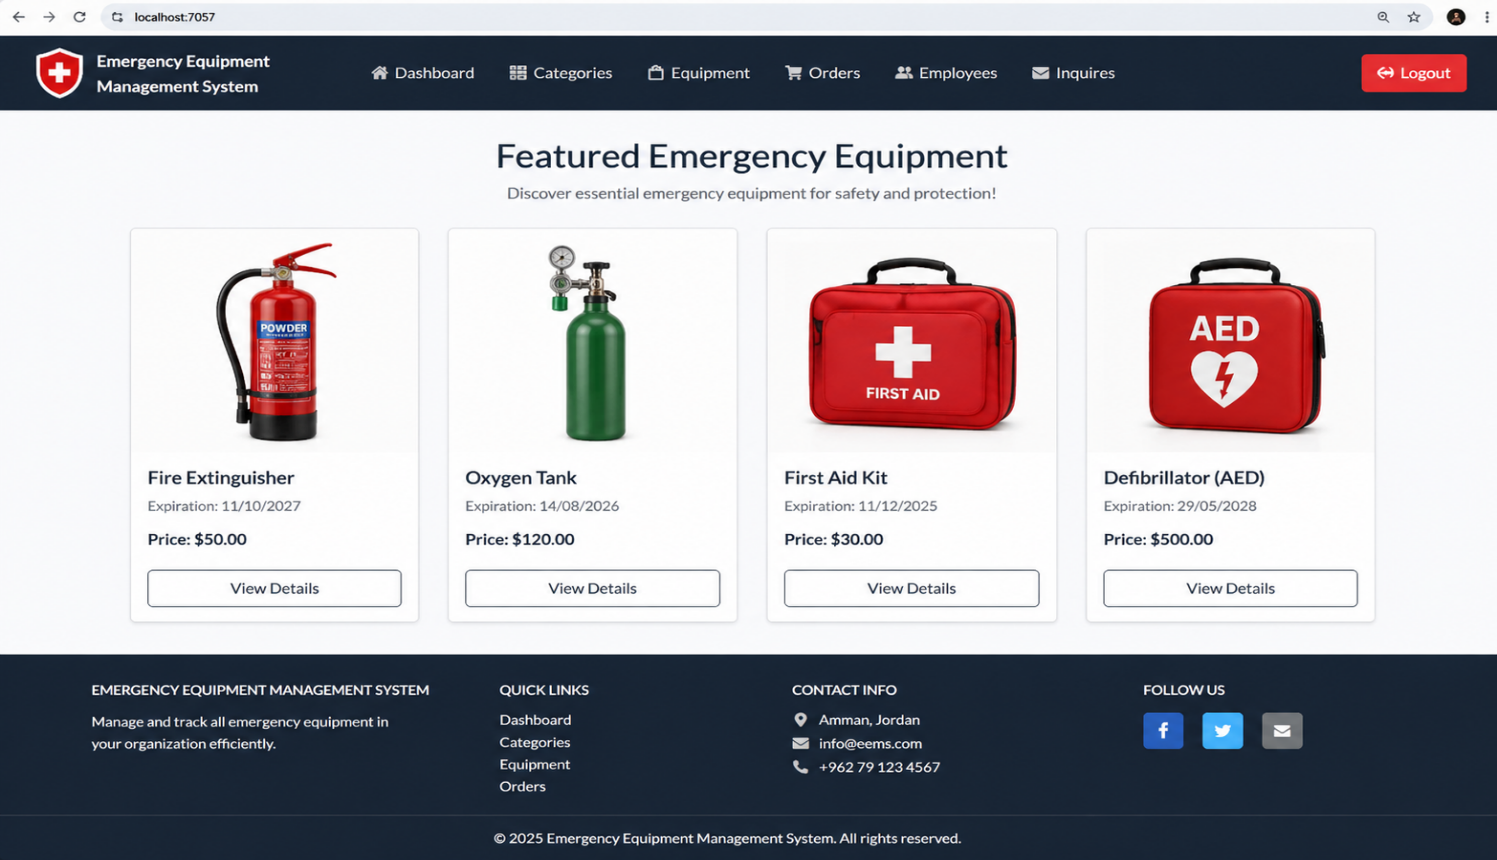 localhost:7057
Emergency Equipment
Management System
Dashboard
Categories
Equipment
Orders
Employees
Inquires
Logout
Featured Emergency Equipment
Discover essential emergency equipment for safety and protection!
POWDER
FIRST AID
AED
Fire Extinguisher
Expiration: 11/10/2027
Price: $50.00
View Details
Oxygen Tank
Expiration: 14/08/2026
Price: $120.00
View Details
First Aid Kit
Expiration: 11/12/2025
Price: $30.00
View Details
Defibrillator (AED)
Expiration: 29/05/2028
Price: $500.00
View Details
EMERGENCY EQUIPMENT MANAGEMENT SYSTEM
Manage and track all emergency equipment in
your organization efficiently.
QUICK LINKS
Dashboard
Categories
Equipment
Orders
CONTACT INFO
Amman, Jordan
info@eems.com
+962 79 123 4567
FOLLOW US
© 2025 Emergency Equipment Management System. All rights reserved.